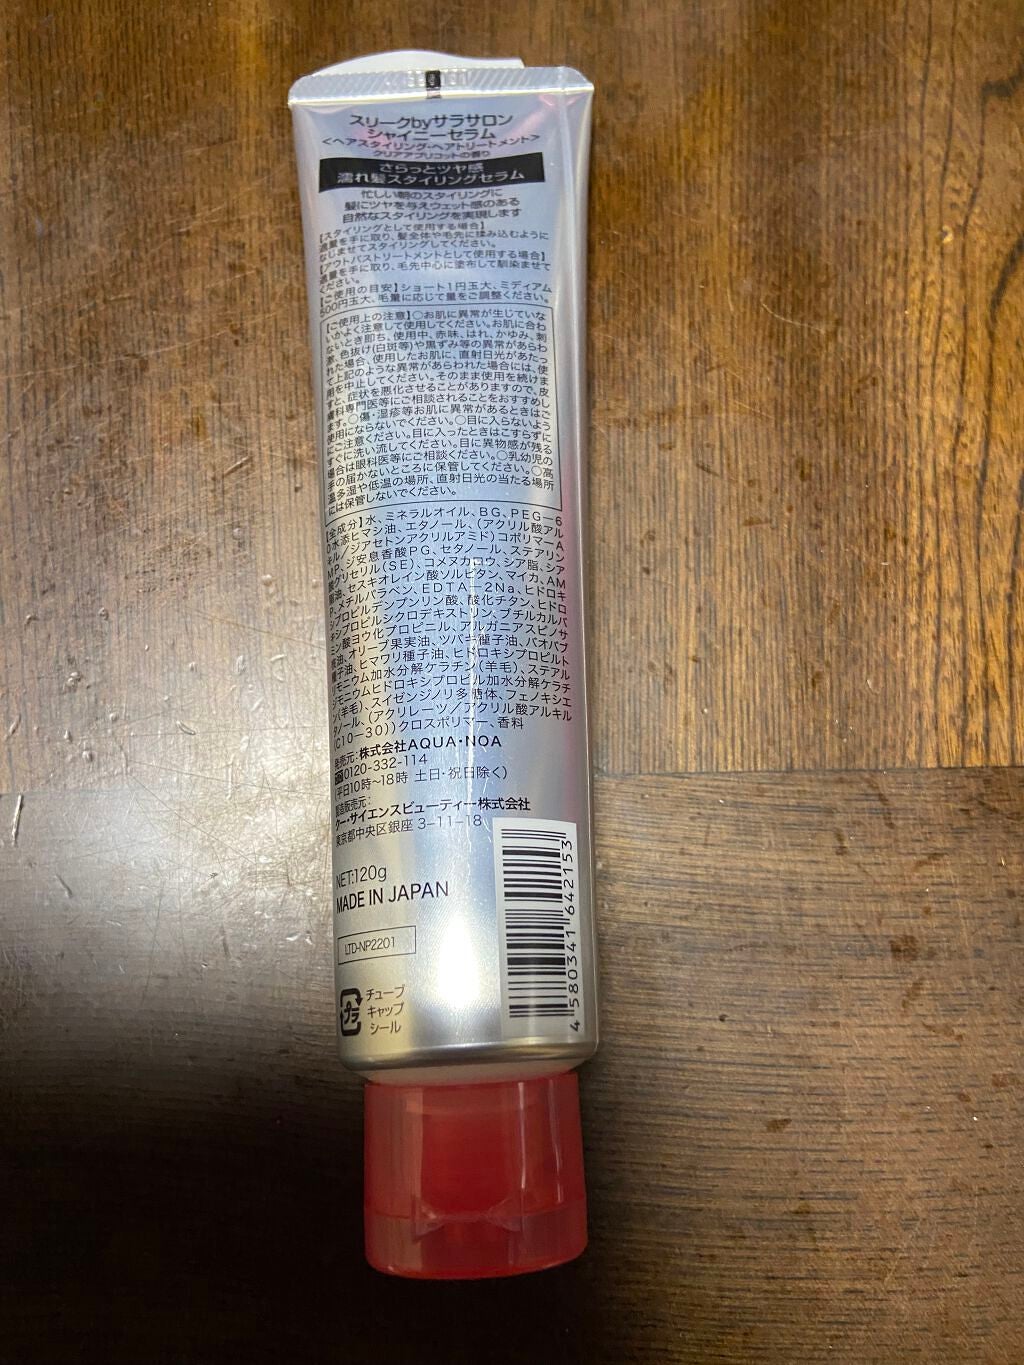 スリークbyサラサロン
シャイニーセラム
<ヘアスタイリング・ヘアトリートメント>
クリアアプリコットの香り
さらっとツヤ感
濡れ髪スタイリングセラム
忙しい朝のスタイリングに
髪にツヤを与えウェット感のある
自然なスタイリングを実現します
【スタイリングとして使用する場合】
適量を手に取り、髪全体や毛先に揉み込むように
なじませてスタイリングしてください。
【アウトバストリートメントとして使用する場合】
適量を手に取り、毛先中心に塗布して馴染ませて
ください。
【ご使用の目安】ショート1円玉大、ミディアム
500円玉大、毛量に応じて量をご調整ください。
【ご使用上の注意】○お肌に異常が生じていな
いかよく注意して使用してください。お肌に合わ
ないとき即ち、使用中、赤味、はれ、かゆみ、刺
激、色抜け(白斑等)や黒ずみ等の異常があらわ
れた場合、使用したお肌に、直射日光があたっ
て上記のような異常があらわれた場合には、使
用を中止してください。そのまま使用を続けま
すと、症状を悪化させることがありますので、皮
膚科専門医等にご相談されることをおすすめし
ます。○傷・湿疹等お肌に異常があるときはご
使用にならないでください。○目に入らないよう
にご注意ください。目に入ったときはこすらずに
すぐに洗い流してください。目に異物感が残る
場合は眼科医等にご相談ください。○乳幼児の
手の届かないところに保管してください。○高
温多湿や低温の場所、直射日光の当たる場所
には保管しないでください。
【全成分】水、ミネラルオイル、BG、PEG－6
0水添ヒマシ油、エタノール、(アクリル酸アル
キル／ジアセトンアクリルアミド)コポリマーA
MP、ジ安息香酸PG、セタノール、ステアリン
酸グリセリル(SE)、コメヌカロウ、シア脂、シア
脂油、セスキオレイン酸ソルビタン、マイカ、AM
P、メチルパラベン、EDTA－2Na、ヒドロキ
シプロピルデンプンリン酸、酸化チタン、ヒドロ
キシプロピルシクロデキストリン、ブチルカルバ
ミン酸ヨウ化プロピニル、アルガニアスピノサ
核油、オリーブ果実油、ツバキ種子油、バオバブ
種子油、ヒマワリ種子油、ヒドロキシプロピルト
リモニウム加水分解ケラチン(羊毛)、ステアル
ジモニウムヒドロキシプロピル加水分解ケラチ
ン(羊毛)、スイゼンジノリ多糖体、フェノキシエ
タノール、(アクリレーツ／アクリル酸アルキル
(C10－30))クロスポリマー、香料
発売元：株式会社AQUA・NOA
0120-332-114
(平日10時～18時 土日・祝日除く)
製造販売元：
クー・サイエンスビューティー株式会社
東京都中央区銀座 3-11-18
NET:120g
MADE IN JAPAN
LTD-NP2201
プラ
チューブ
キャップ
シール
4580341642153